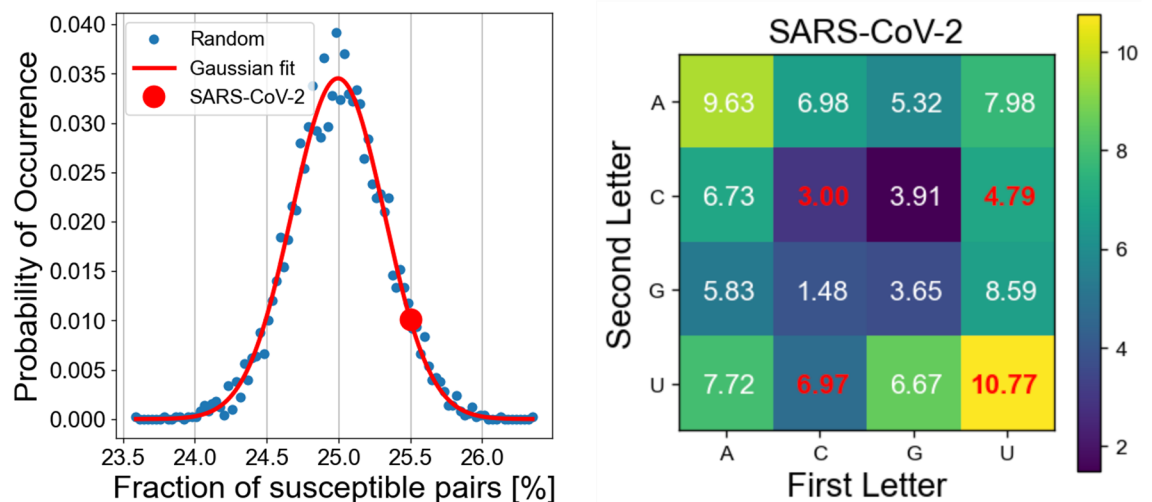 Probability of Occurrence
0.040
0.035
0.030
0.025
0.020
0.015
0.010
0.005
0.000
Random
Gaussian fit
SARS-CoV-2
23.5 24.0 24.5 25.0 25.5 26.0
Fraction of susceptible pairs [%]
SARS-CoV-2
Second Letter
A 9.63 6.98 5.32 7.98
C 6.73 3.00 3.91 4.79
G 5.83 1.48 3.65 8.59
U 7.72 6.97 6.67 10.77
A C G U
First Letter
10
8
6
4
2